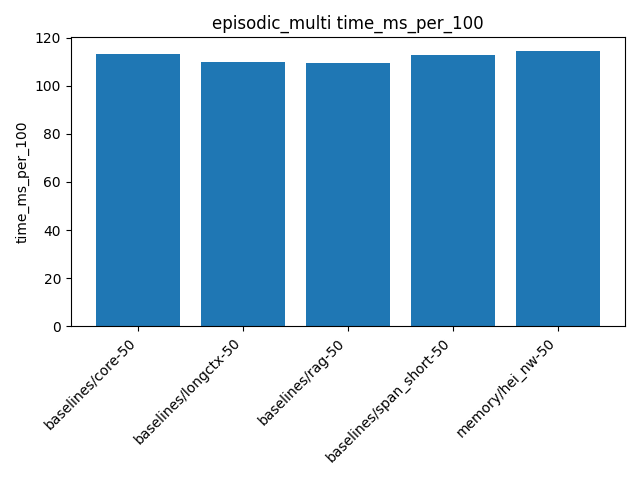 episodic_multi time_ms_per_100
time_ms_per_100
120
100
80
60
40
20
0
baselines/core-50
baselines/longctx-50
baselines/rag-50
baselines/span_short-50
memory/hei_nw-50